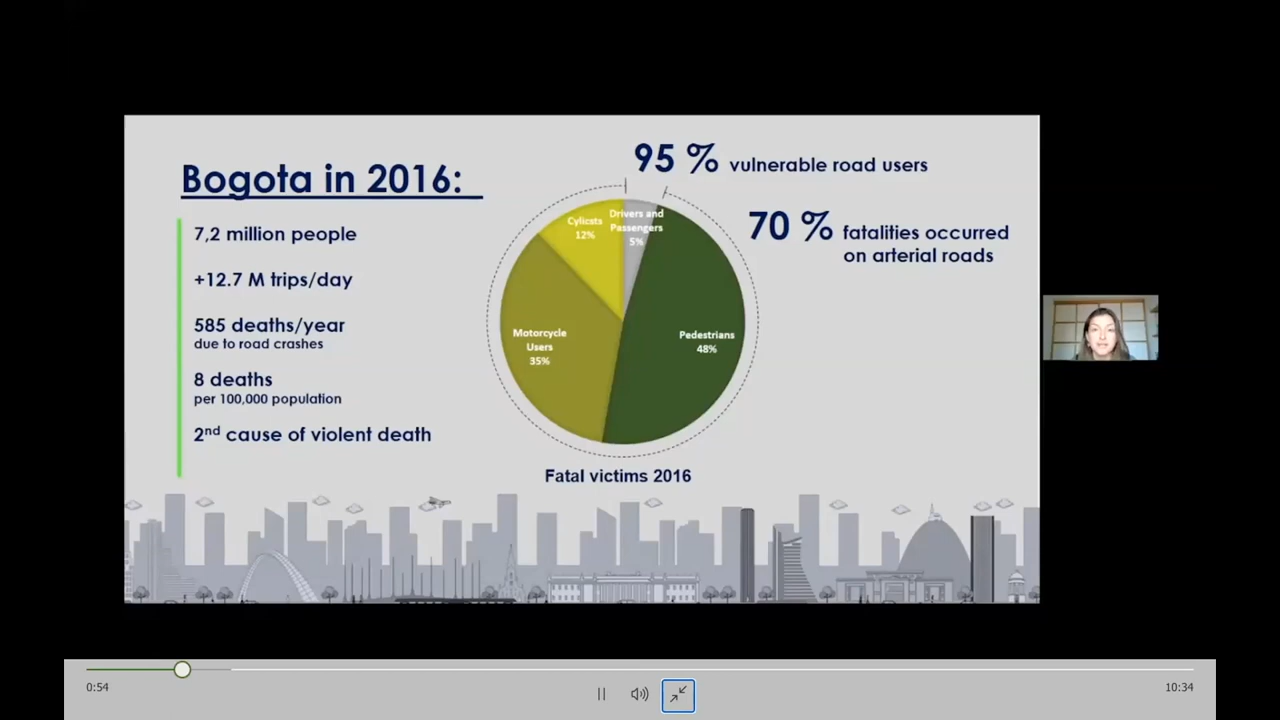 Bogota in 2016:
7,2 million people
+12.7 M trips/day
585 deaths/year
due to road crashes
8 deaths
per 100,000 population
2nd cause of violent death
95 % vulnerable road users
70 % fatalities occurred
on arterial roads
Cylicsts
12%
Drivers and
Passengers
5%
Motorcycle
Users
35%
Pedestrians
48%
Fatal victims 2016
0:54
10:34